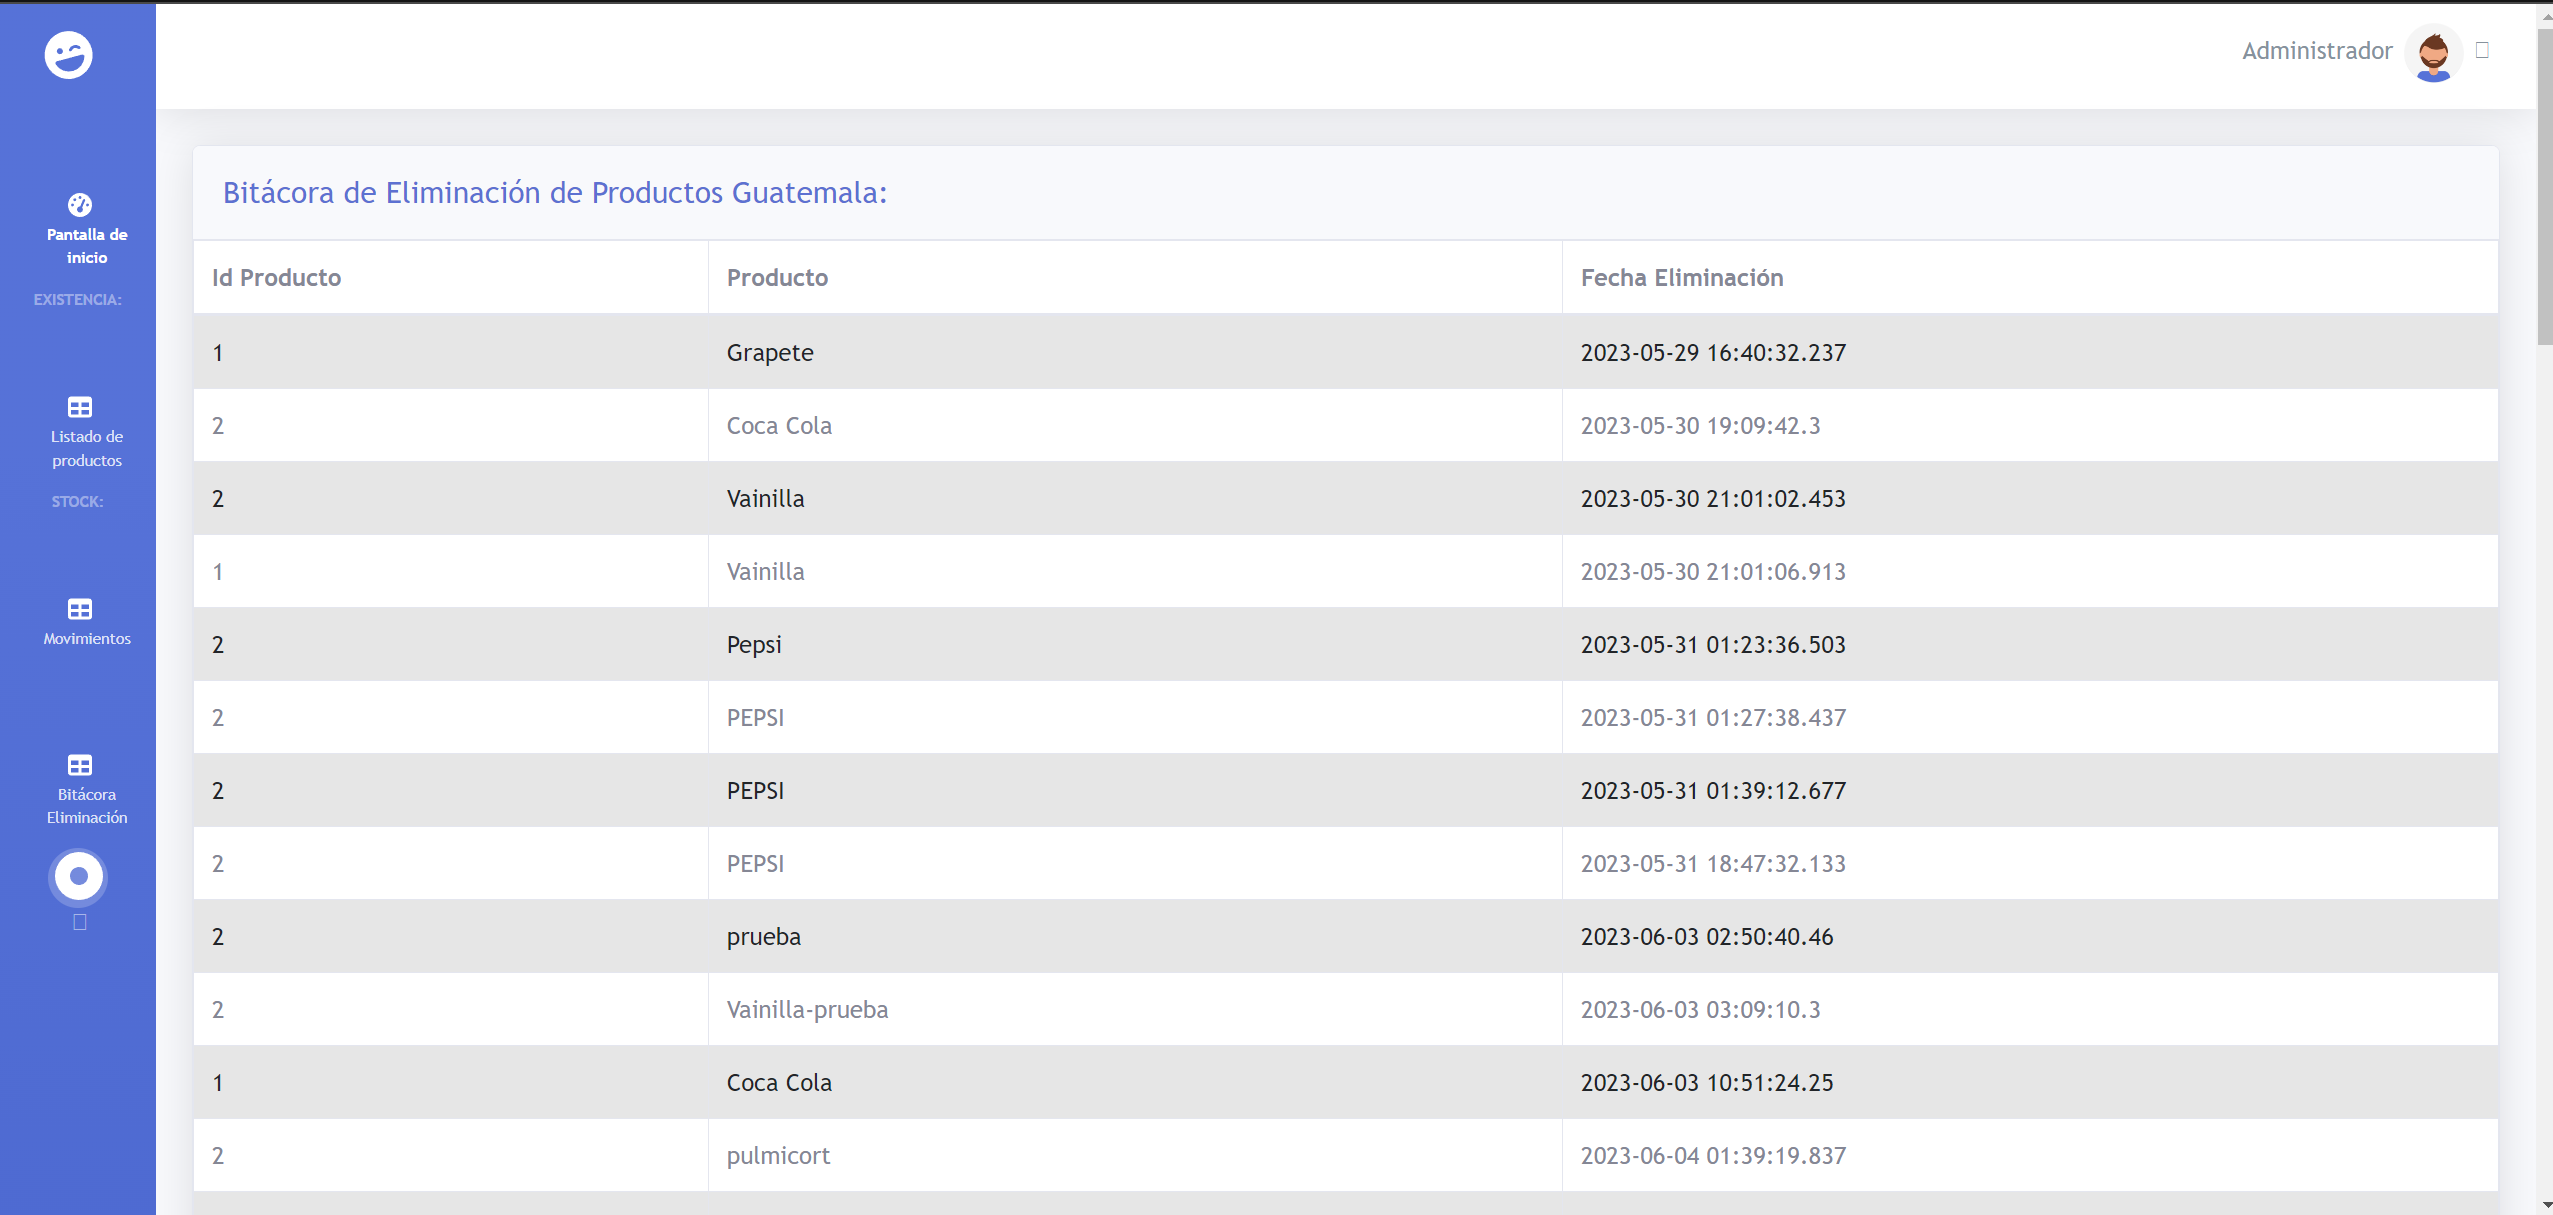 Administrador
Pantalla de
inicio
EXISTENCIA:
Listado de
productos
STOCK:
Movimientos
Bitácora
Eliminación
Bitácora de Eliminación de Productos Guatemala:
Id Producto Producto Fecha Eliminación
1 Grapete 2023-05-29 16:40:32.237
2 Coca Cola 2023-05-30 19:09:42.3
2 Vainilla 2023-05-30 21:01:02.453
1 Vainilla 2023-05-30 21:01:06.913
2 Pepsi 2023-05-31 01:23:36.503
2 PEPSI 2023-05-31 01:27:38.437
2 PEPSI 2023-05-31 01:39:12.677
2 PEPSI 2023-05-31 18:47:32.133
2 prueba 2023-06-03 02:50:40.46
2 Vainilla-prueba 2023-06-03 03:09:10.3
1 Coca Cola 2023-06-03 10:51:24.25
2 pulmicort 2023-06-04 01:39:19.837